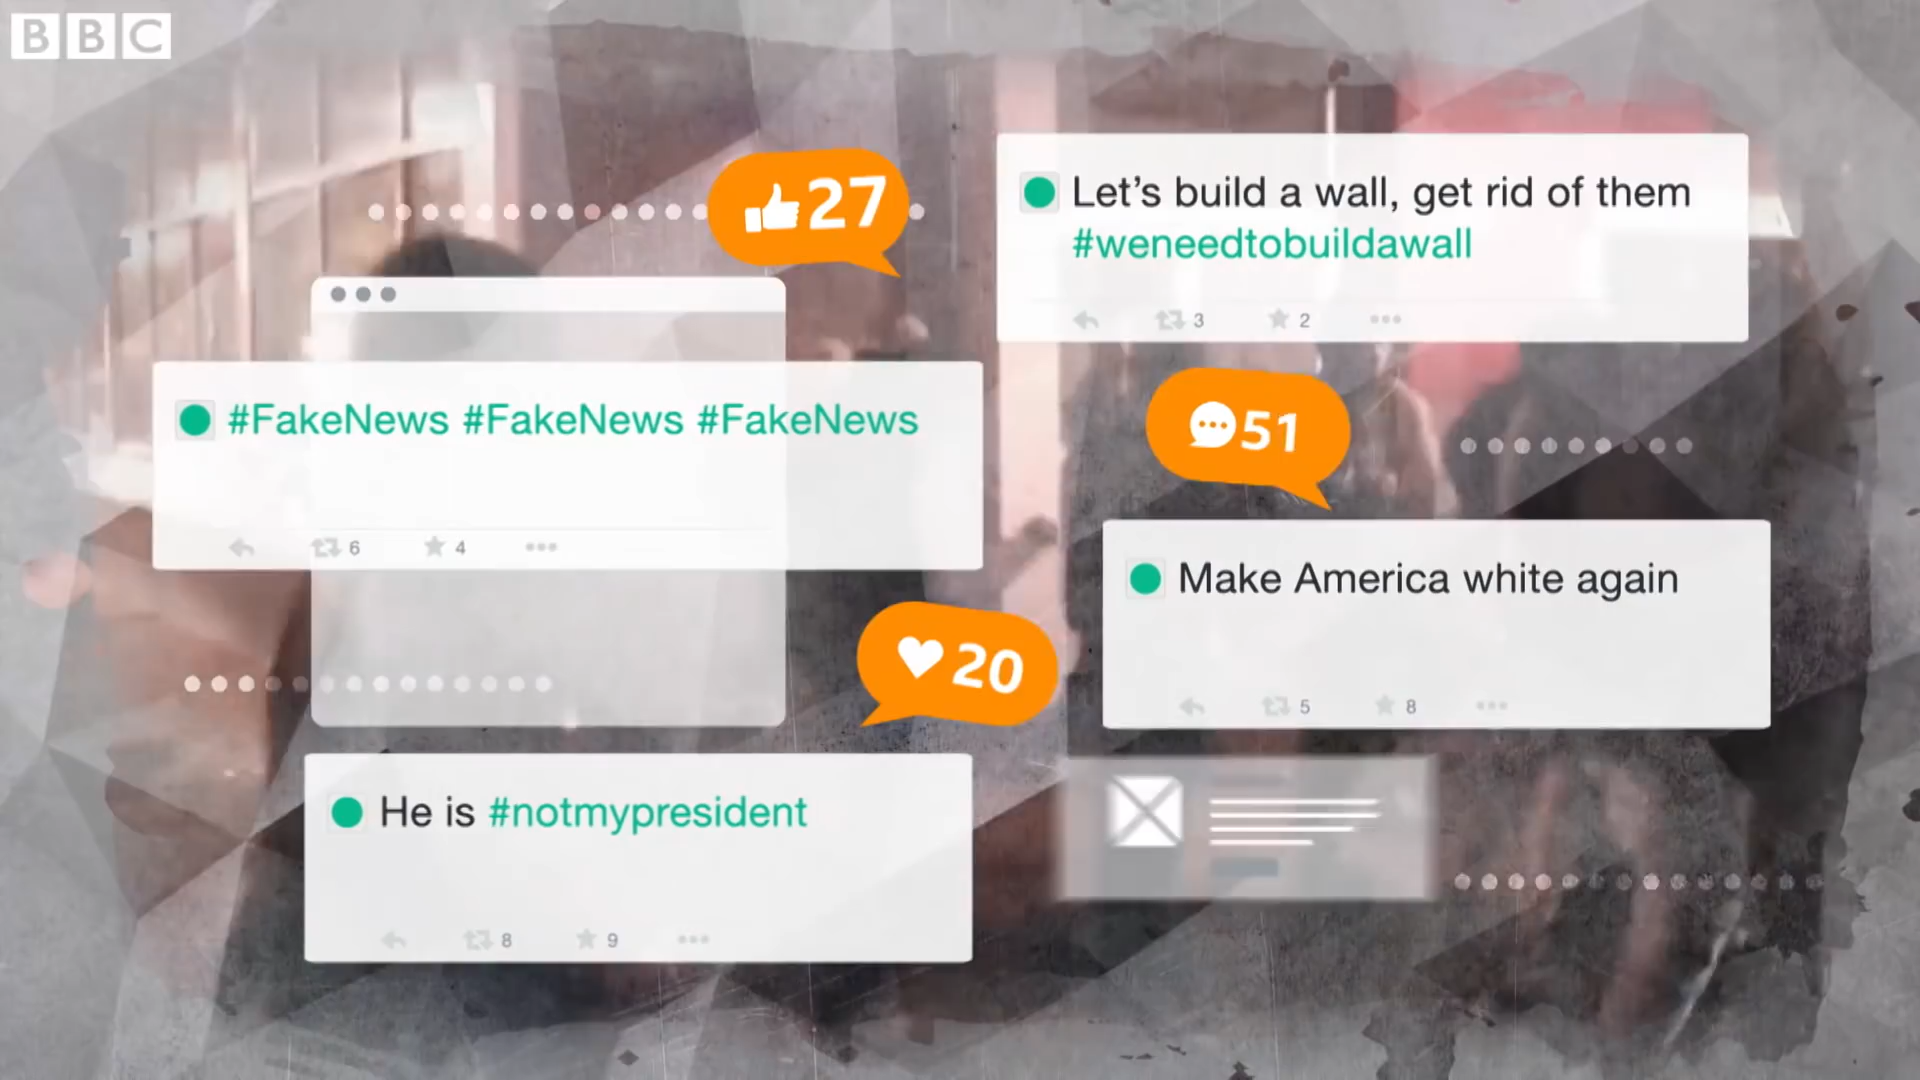 BBC
27
Let's build a wall, get rid of them
#weneedtobuildawall
3 2
#FakeNews #FakeNews #FakeNews
6 4
51
Make America white again
5 8
20
He is #notmypresident
8 9